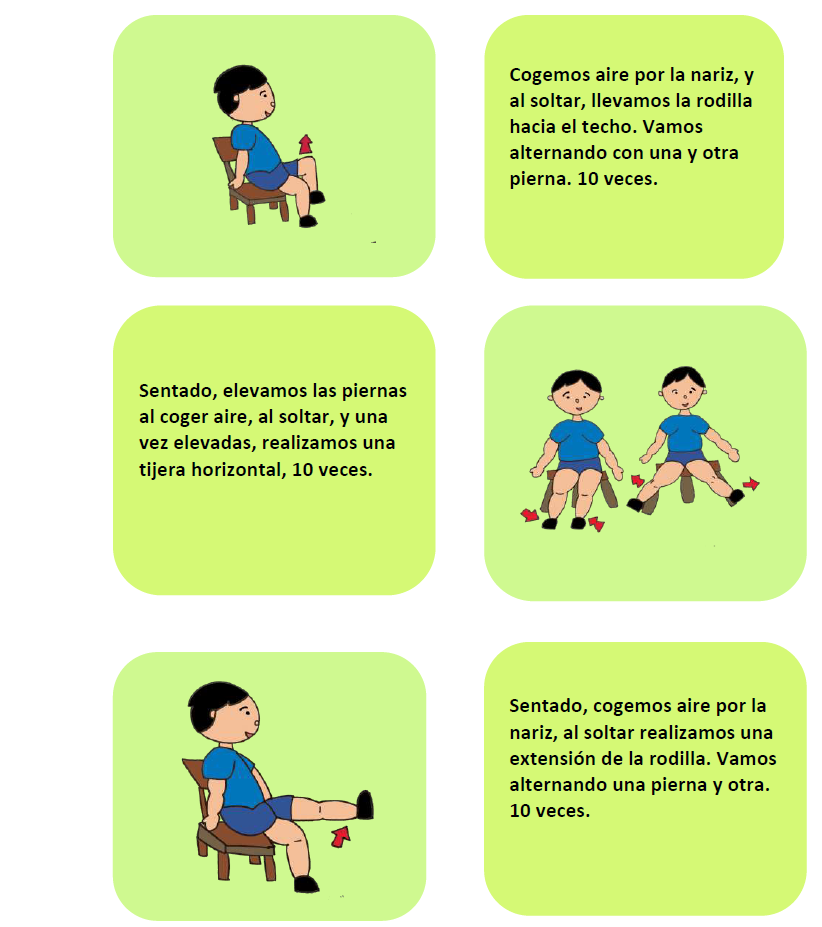 Cogemos aire por la nariz, y
al soltar, llevamos la rodilla
hacia el techo. Vamos
alternando con una y otra
pierna. 10 veces.
Sentado, elevamos las piernas
al coger aire, al soltar, y una
vez elevadas, realizamos una
tijera horizontal, 10 veces.
Sentado, cogemos aire por la
nariz, al soltar realizamos una
extensión de la rodilla. Vamos
alternando una pierna y otra.
10 veces.